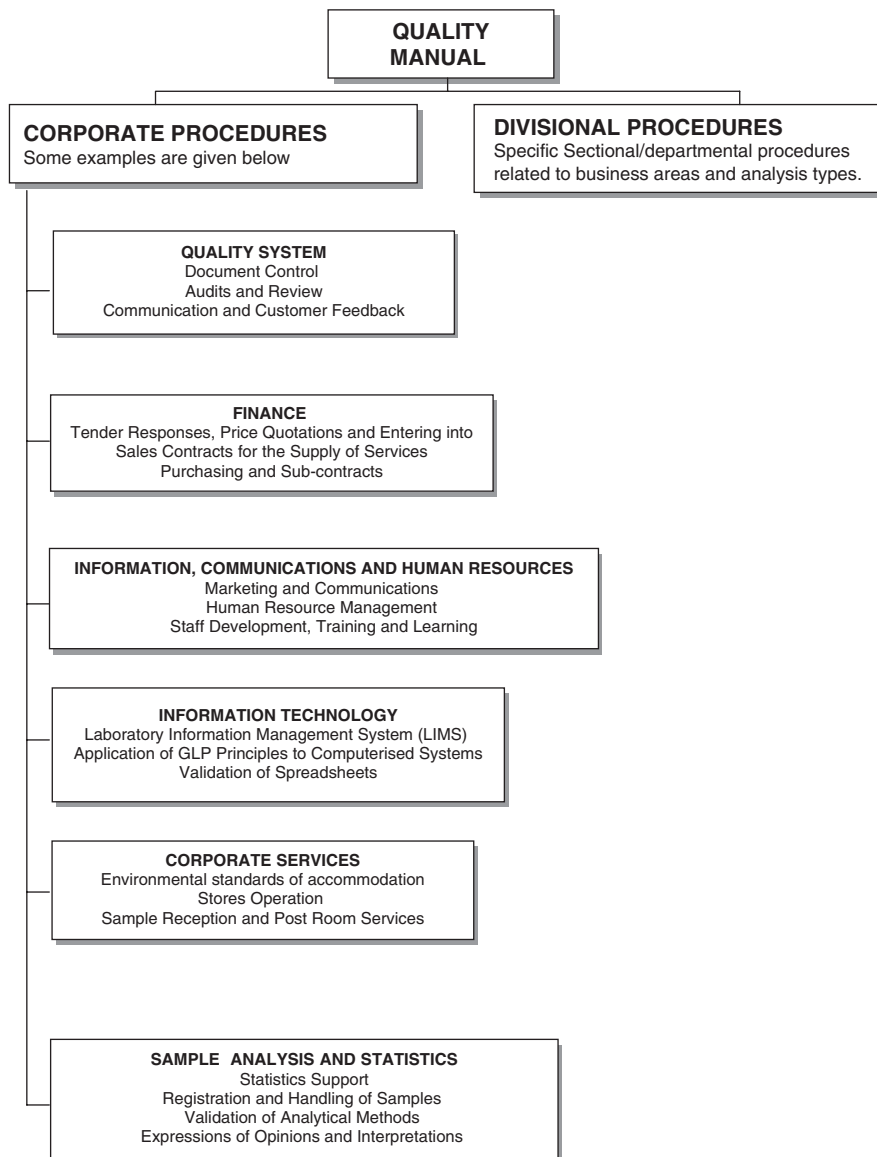 QUALITY
MANUAL
CORPORATE PROCEDURES
Some examples are given below
DIVISIONAL PROCEDURES
Specific Sectional/departmental procedures
related to business areas and analysis types.
QUALITY SYSTEM
Document Control
Audits and Review
Communication and Customer Feedback
FINANCE
Tender Responses, Price Quotations and Entering into
Sales Contracts for the Supply of Services
Purchasing and Sub-contracts
INFORMATION, COMMUNICATIONS AND HUMAN RESOURCES
Marketing and Communications
Human Resource Management
Staff Development, Training and Learning
INFORMATION TECHNOLOGY
Laboratory Information Management System (LIMS)
Application of GLP Principles to Computerised Systems
Validation of Spreadsheets
CORPORATE SERVICES
Environmental standards of accommodation
Stores Operation
Sample Reception and Post Room Services
SAMPLE ANALYSIS AND STATISTICS
Statistics Support
Registration and Handling of Samples
Validation of Analytical Methods
Expressions of Opinions and Interpretations